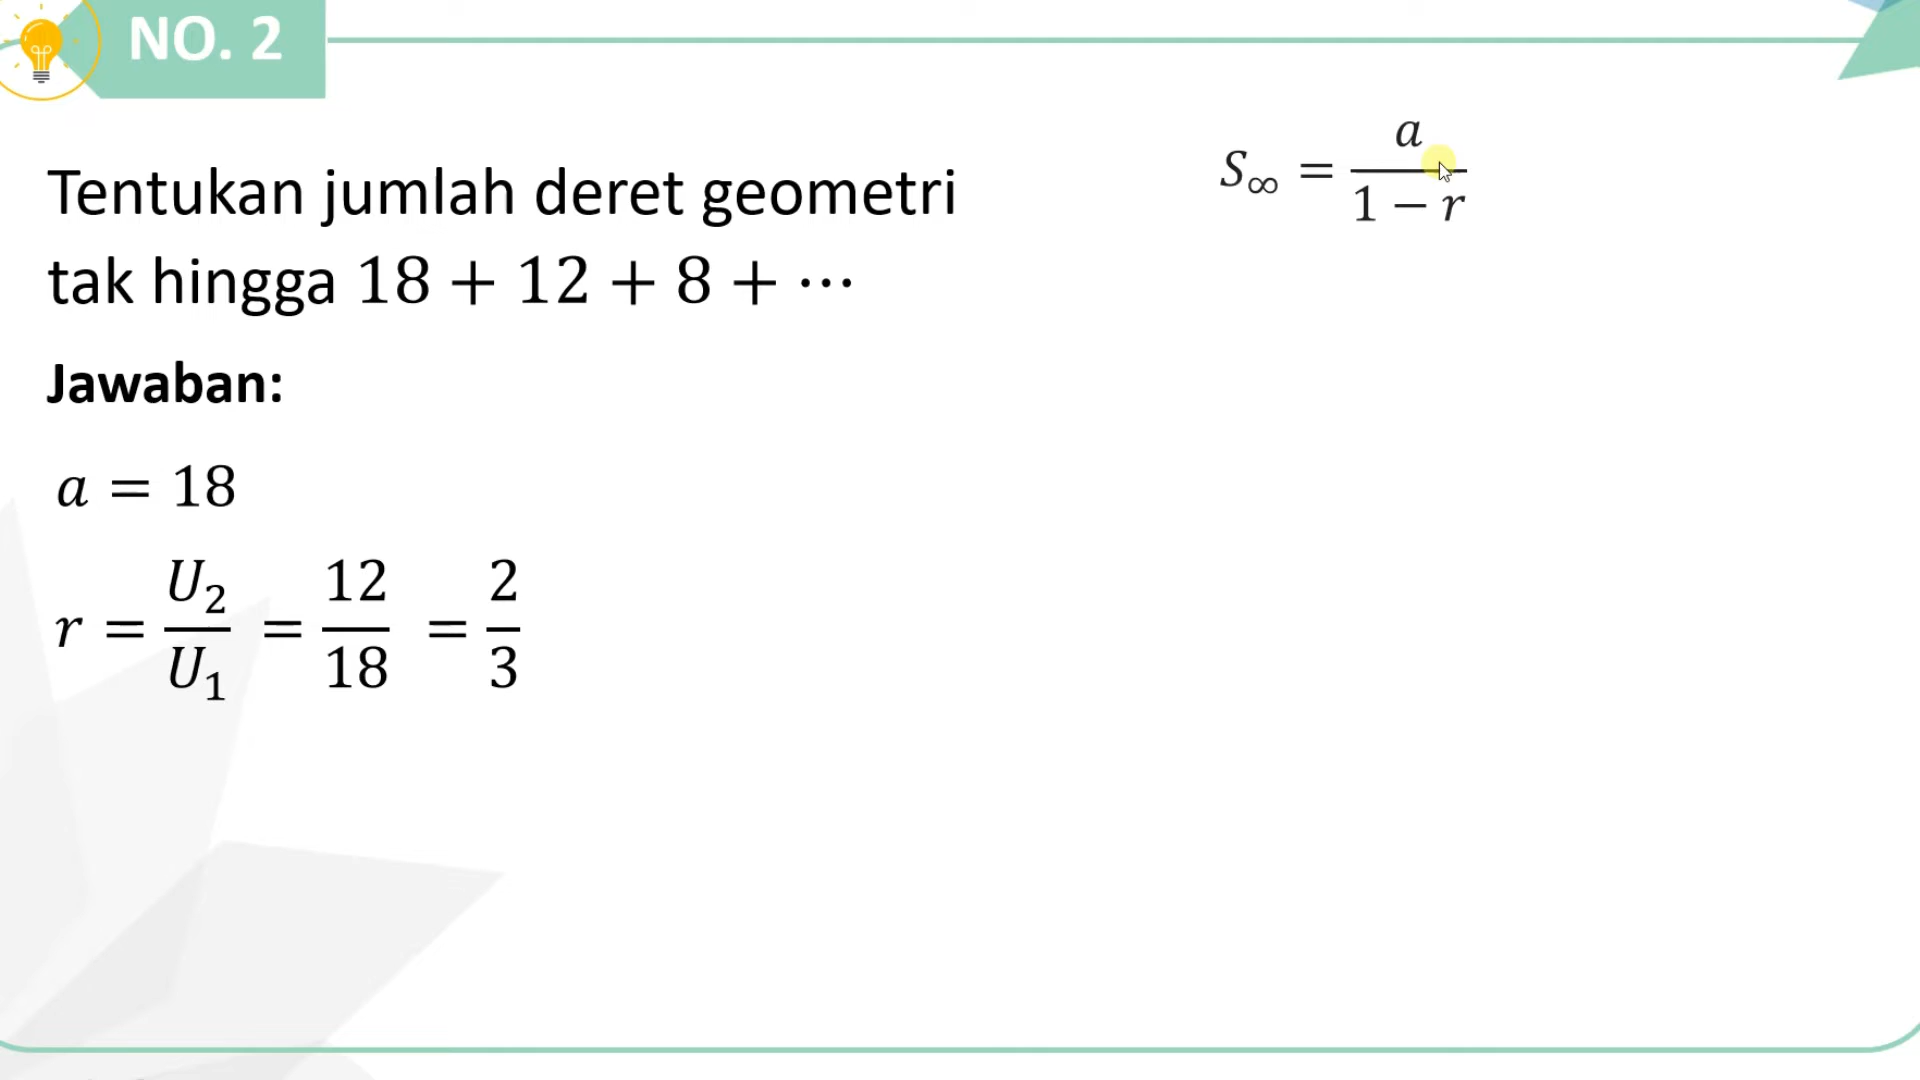 NO. 2
Tentukan jumlah deret geometri
tak hingga 18 + 12 + 8 + ⋯
Jawaban:
a = 18
r = U₂/U₁ = 12/18 = 2/3
S∞ = a/(1 − r)